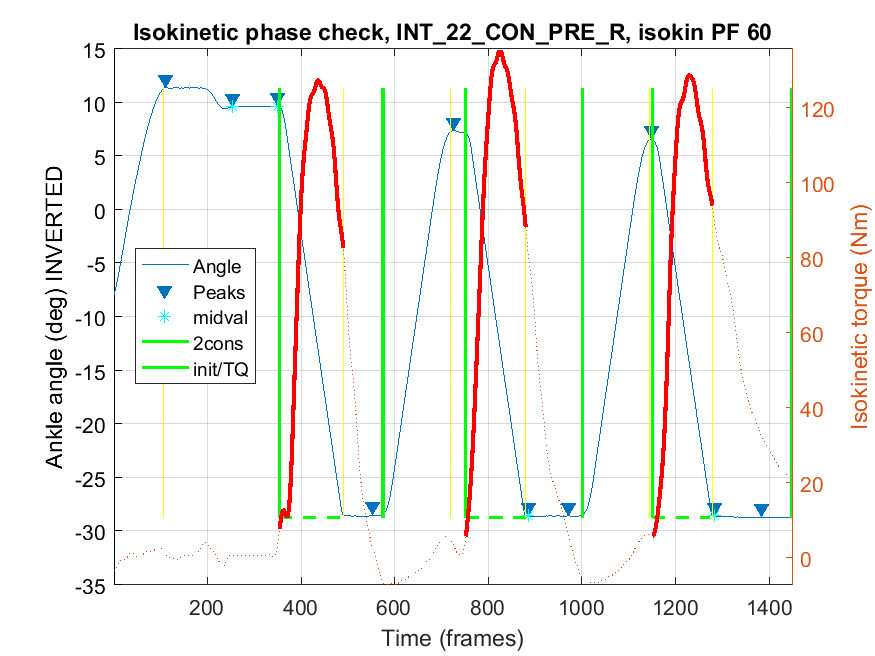 Isokinetic phase check, INT_22_CON_PRE_R, isokin PF 60
Ankle angle (deg) INVERTED
15
10
5
0
-5
-10
-15
-20
-25
-30
-35
Angle
Peaks
midval
2cons
init/TQ
120
100
80
60
40
20
0
Isokinetic torque (Nm)
200
400
600
800
1000
1200
1400
Time (frames)